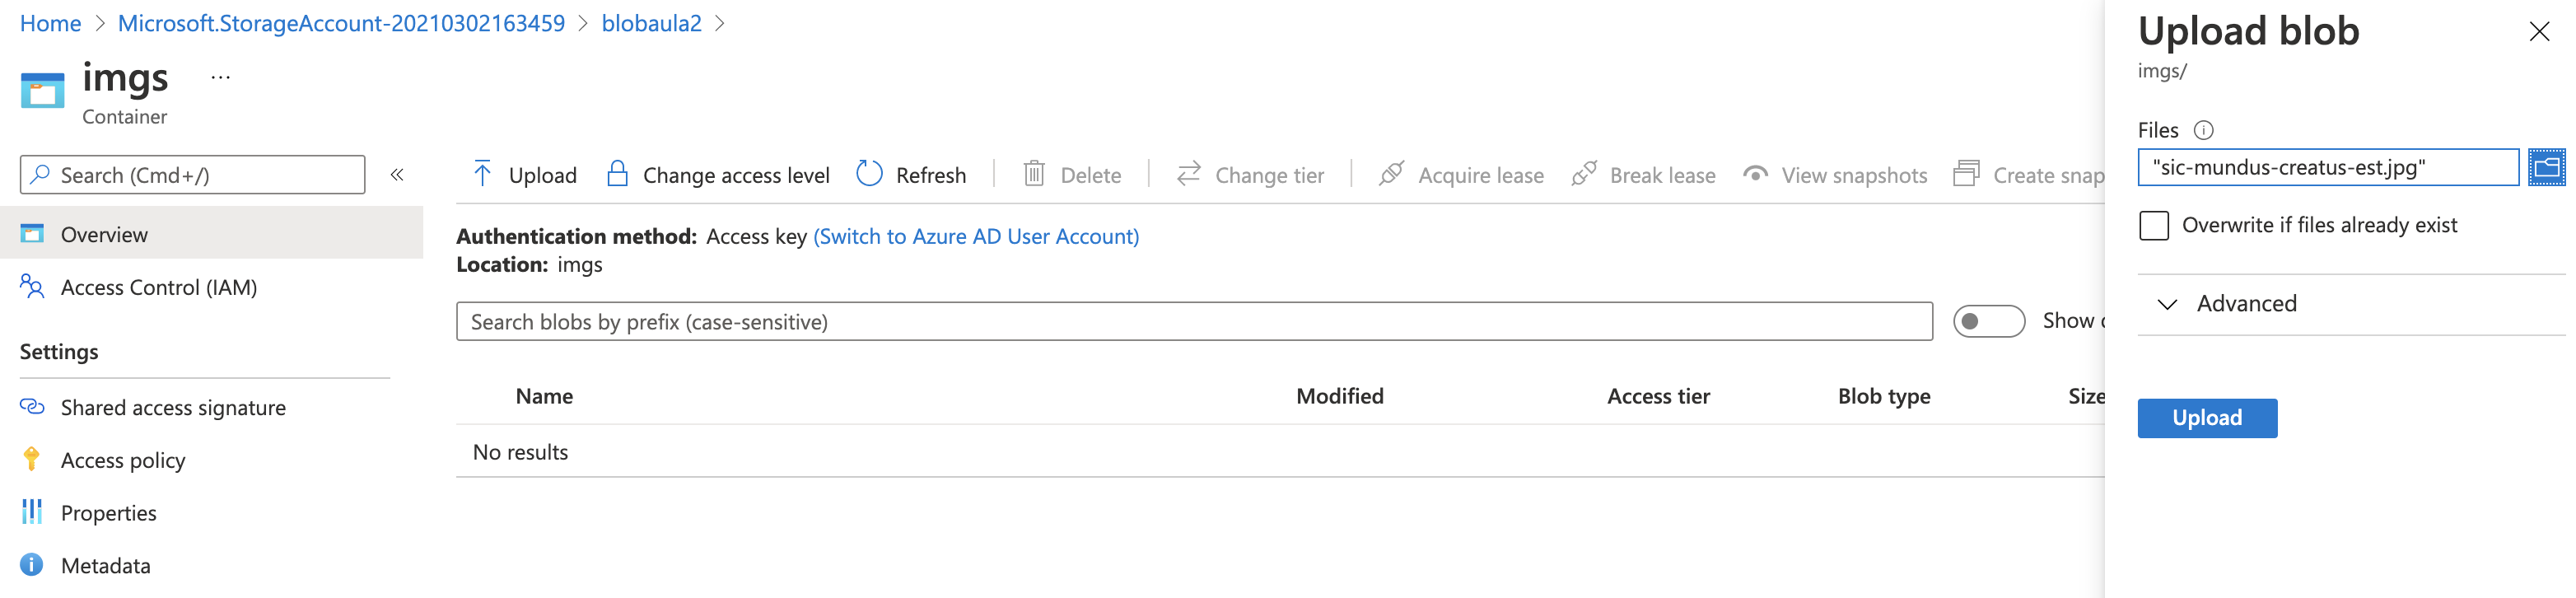 Home > Microsoft.StorageAccount-20210302163459 > blobaula2 >
imgs ...
Container
Search (Cmd+/) «
Overview
Access Control (IAM)
Settings
Shared access signature
Access policy
Properties
Metadata
Upload Change access level Refresh Delete Change tier Acquire lease Break lease View snapshots Create snap
Authentication method: Access key (Switch to Azure AD User Account)
Location: imgs
Search blobs by prefix (case-sensitive) Show
Name Modified Access tier Blob type Size
No results
Upload blob
imgs/
Files
"sic-mundus-creatus-est.jpg"
Overwrite if files already exist
Advanced
Upload